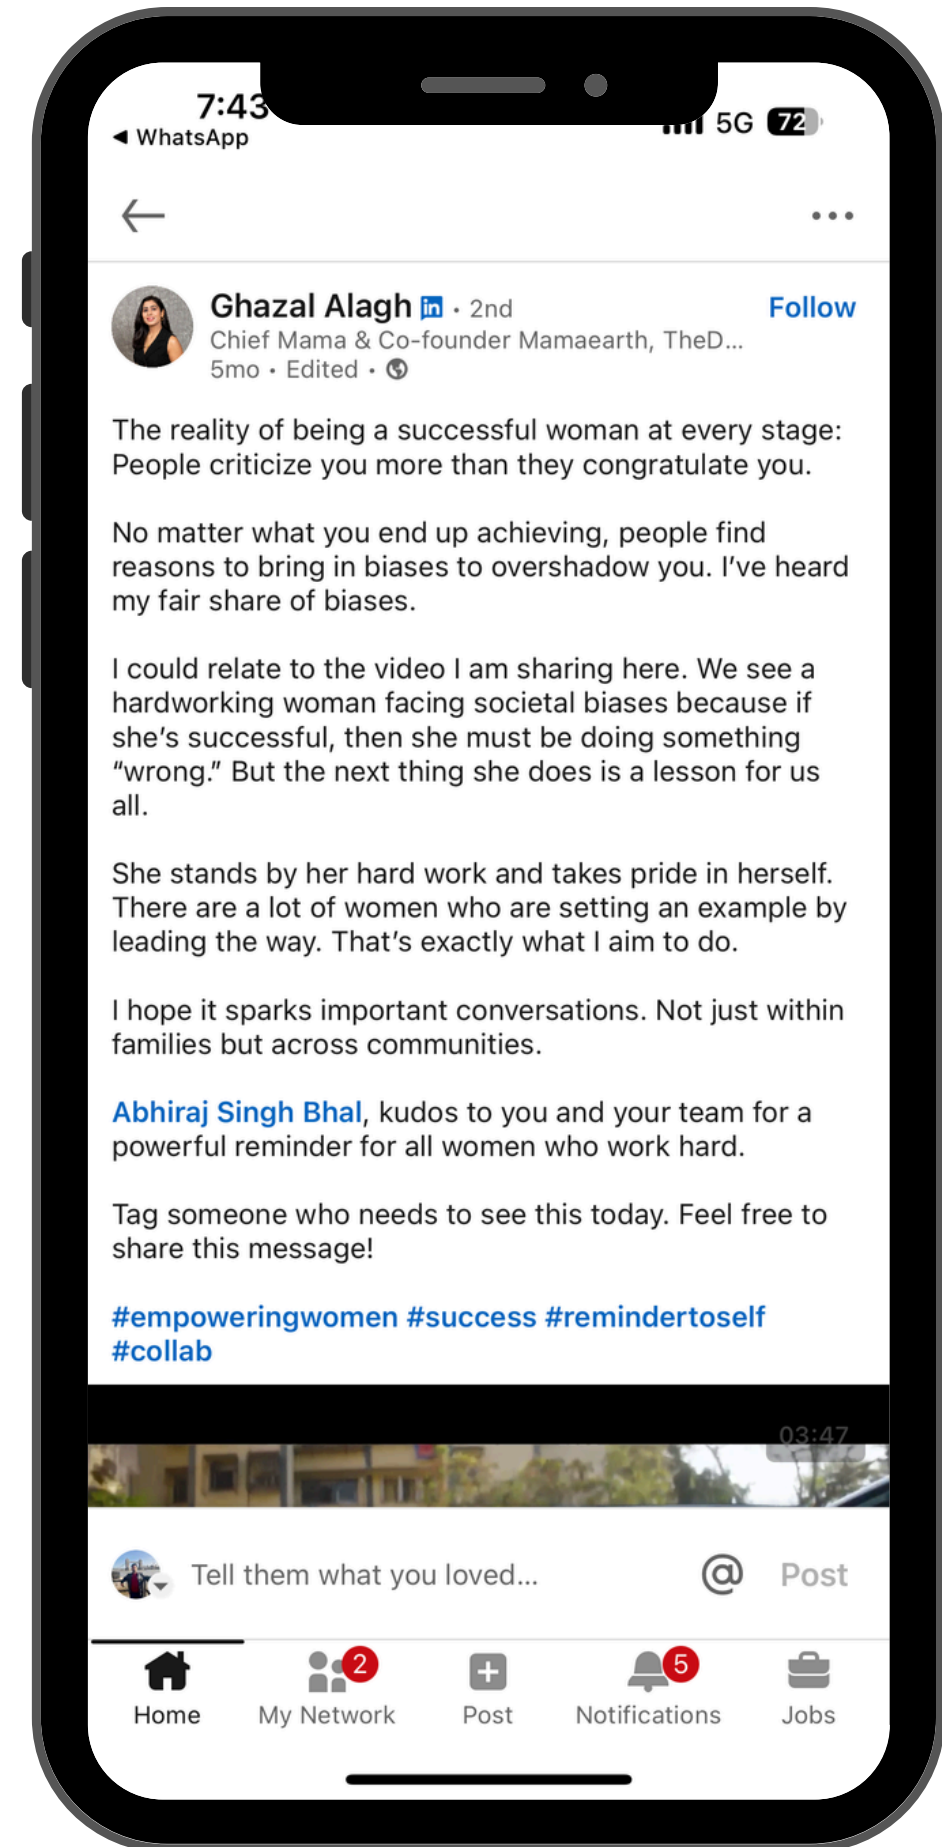 7:43
◀ WhatsApp
5G 72
Ghazal Alagh in • 2nd
Follow
Chief Mama & Co-founder Mamaearth, TheD...
5mo • Edited •
The reality of being a successful woman at every stage:
People criticize you more than they congratulate you.
No matter what you end up achieving, people find
reasons to bring in biases to overshadow you. I’ve heard
my fair share of biases.
I could relate to the video I am sharing here. We see a
hardworking woman facing societal biases because if
she’s successful, then she must be doing something
“wrong.” But the next thing she does is a lesson for us
all.
She stands by her hard work and takes pride in herself.
There are a lot of women who are setting an example by
leading the way. That’s exactly what I aim to do.
I hope it sparks important conversations. Not just within
families but across communities.
Abhiraj Singh Bhal, kudos to you and your team for a
powerful reminder for all women who work hard.
Tag someone who needs to see this today. Feel free to
share this message!
#empoweringwomen #success #remindertoself
#collab
03:47
Tell them what you loved...
@ Post
2
5
Home My Network Post Notifications Jobs